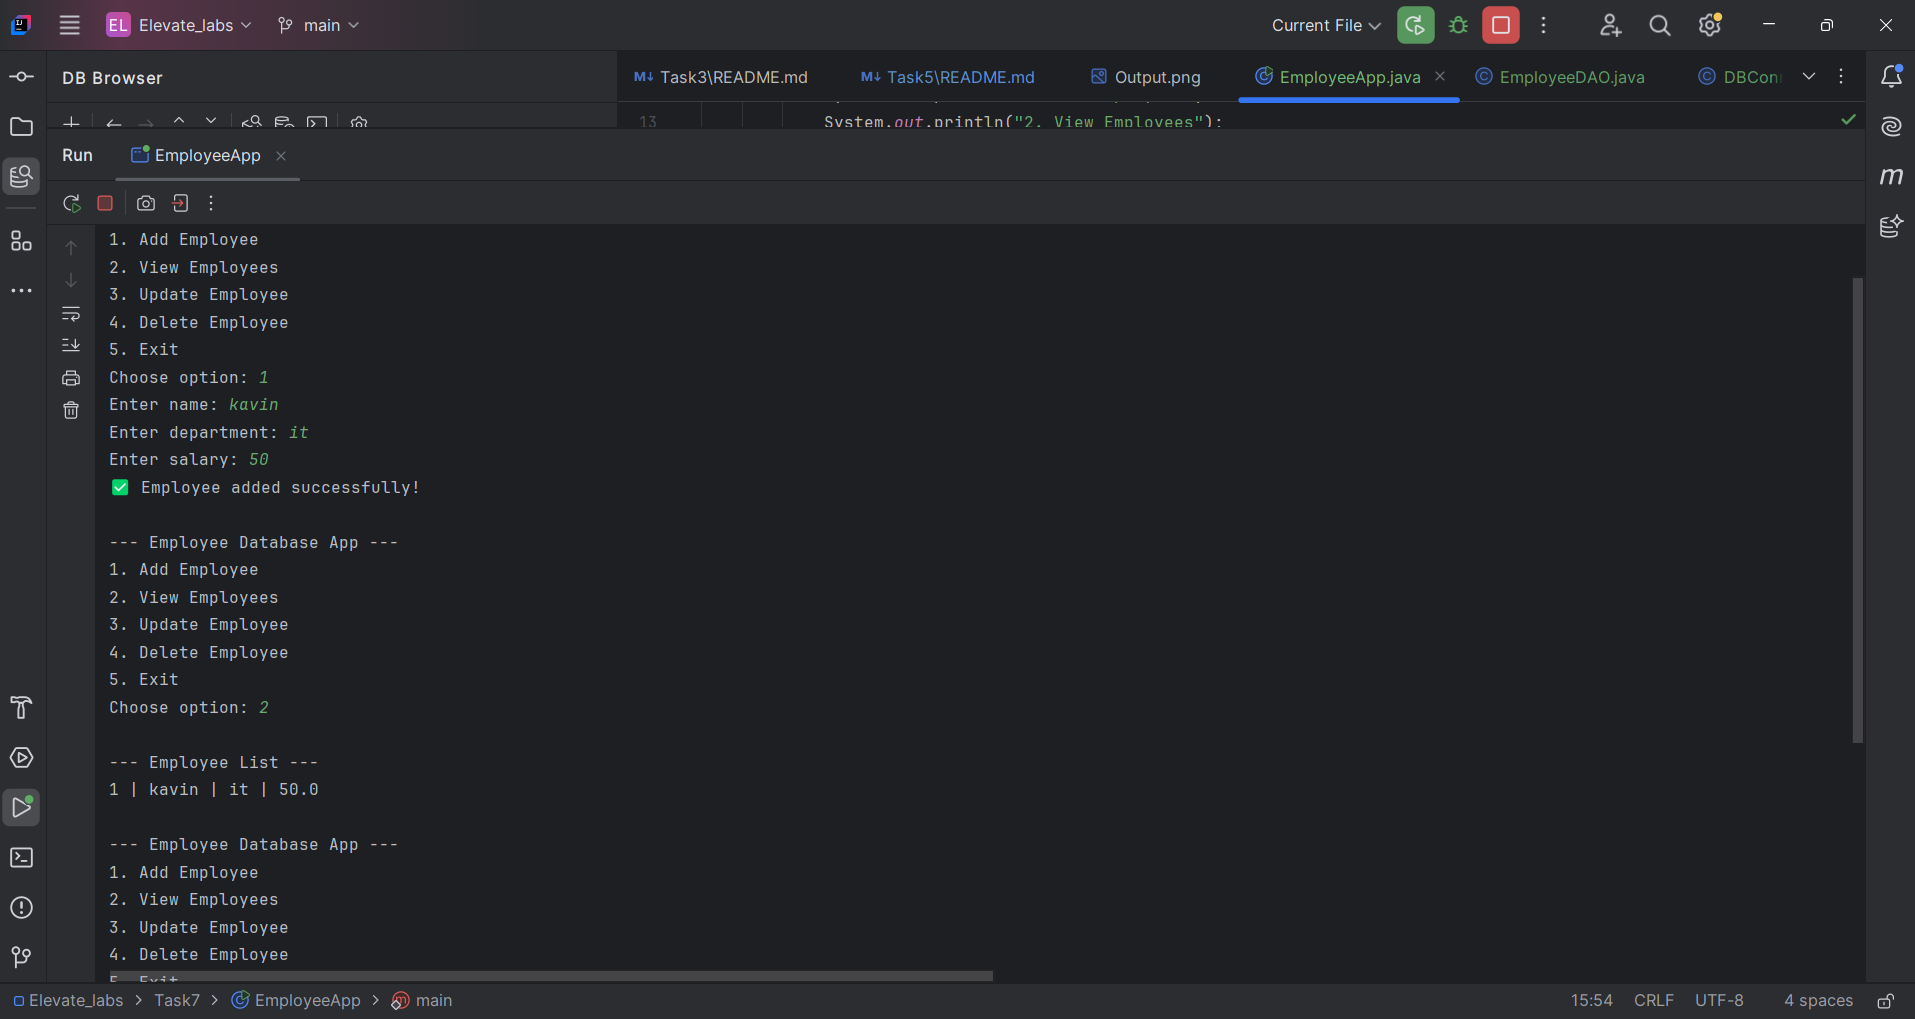 EL Elevate_labs main Current File
DB Browser
Task3\README.md Task5\README.md Output.png EmployeeApp.java EmployeeDAO.java
13 System.out.println("2. View Employees");
Run EmployeeApp
1. Add Employee
2. View Employees
3. Update Employee
4. Delete Employee
5. Exit
Choose option: 1
Enter name: kavin
Enter department: it
Enter salary: 50
✅ Employee added successfully!
--- Employee Database App ---
1. Add Employee
2. View Employees
3. Update Employee
4. Delete Employee
5. Exit
Choose option: 2
--- Employee List ---
1 | kavin | it | 50.0
--- Employee Database App ---
1. Add Employee
2. View Employees
3. Update Employee
4. Delete Employee
5. Exit
Elevate_labs > Task7 > EmployeeApp > main 15:54 CRLF UTF-8 4 spaces